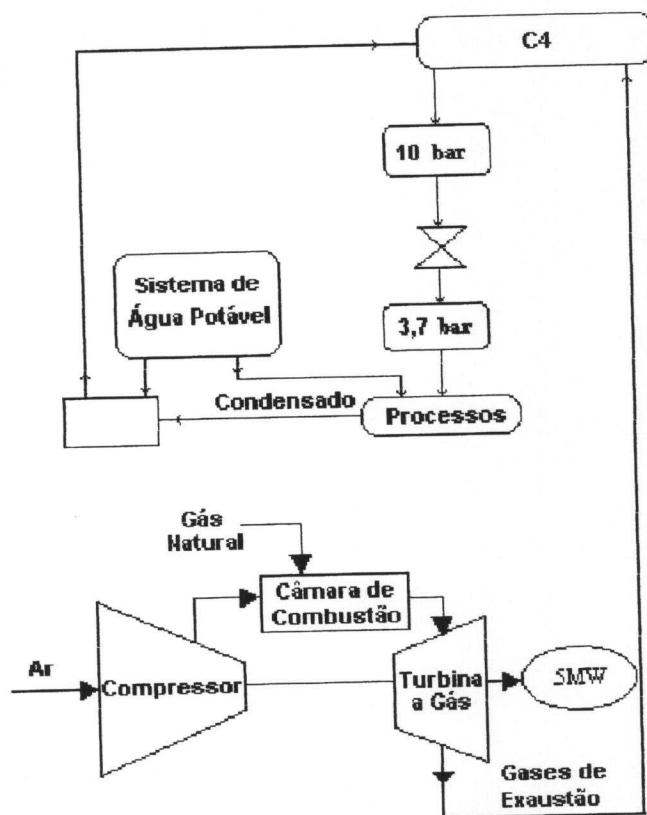 C4
10 bar
Sistema de
Água Potável
3,7 bar
Condensado
Processos
Gás
Natural
Câmara de
Combustão
Ar
Compressor
Turbina
a Gás
5MW
Gases de
Exaustão